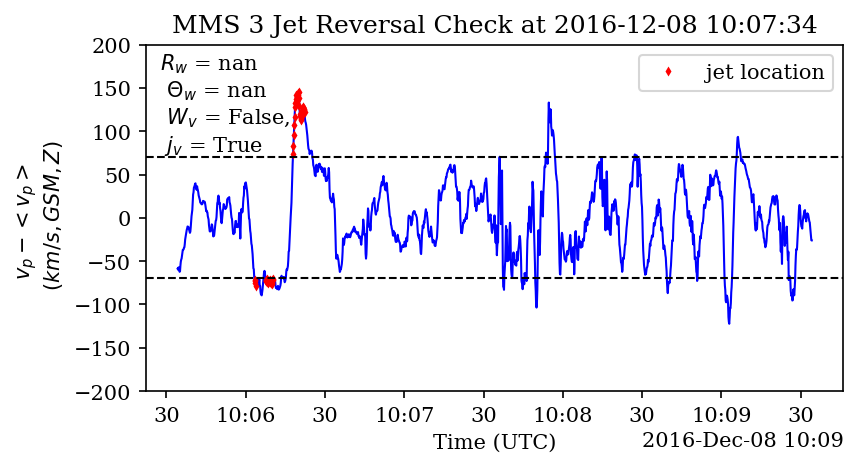 MMS 3 Jet Reversal Check at 2016-12-08 10:07:34
R_w = nan
Θ_w = nan
W_v = False,
j_v = True
jet location
v_p − < v_p >
(km/s, GSM, Z)
200
150
100
50
0
−50
−100
−150
−200
30 10:06 30 10:07 30 10:08 30 10:09 30
Time (UTC)
2016-Dec-08 10:09